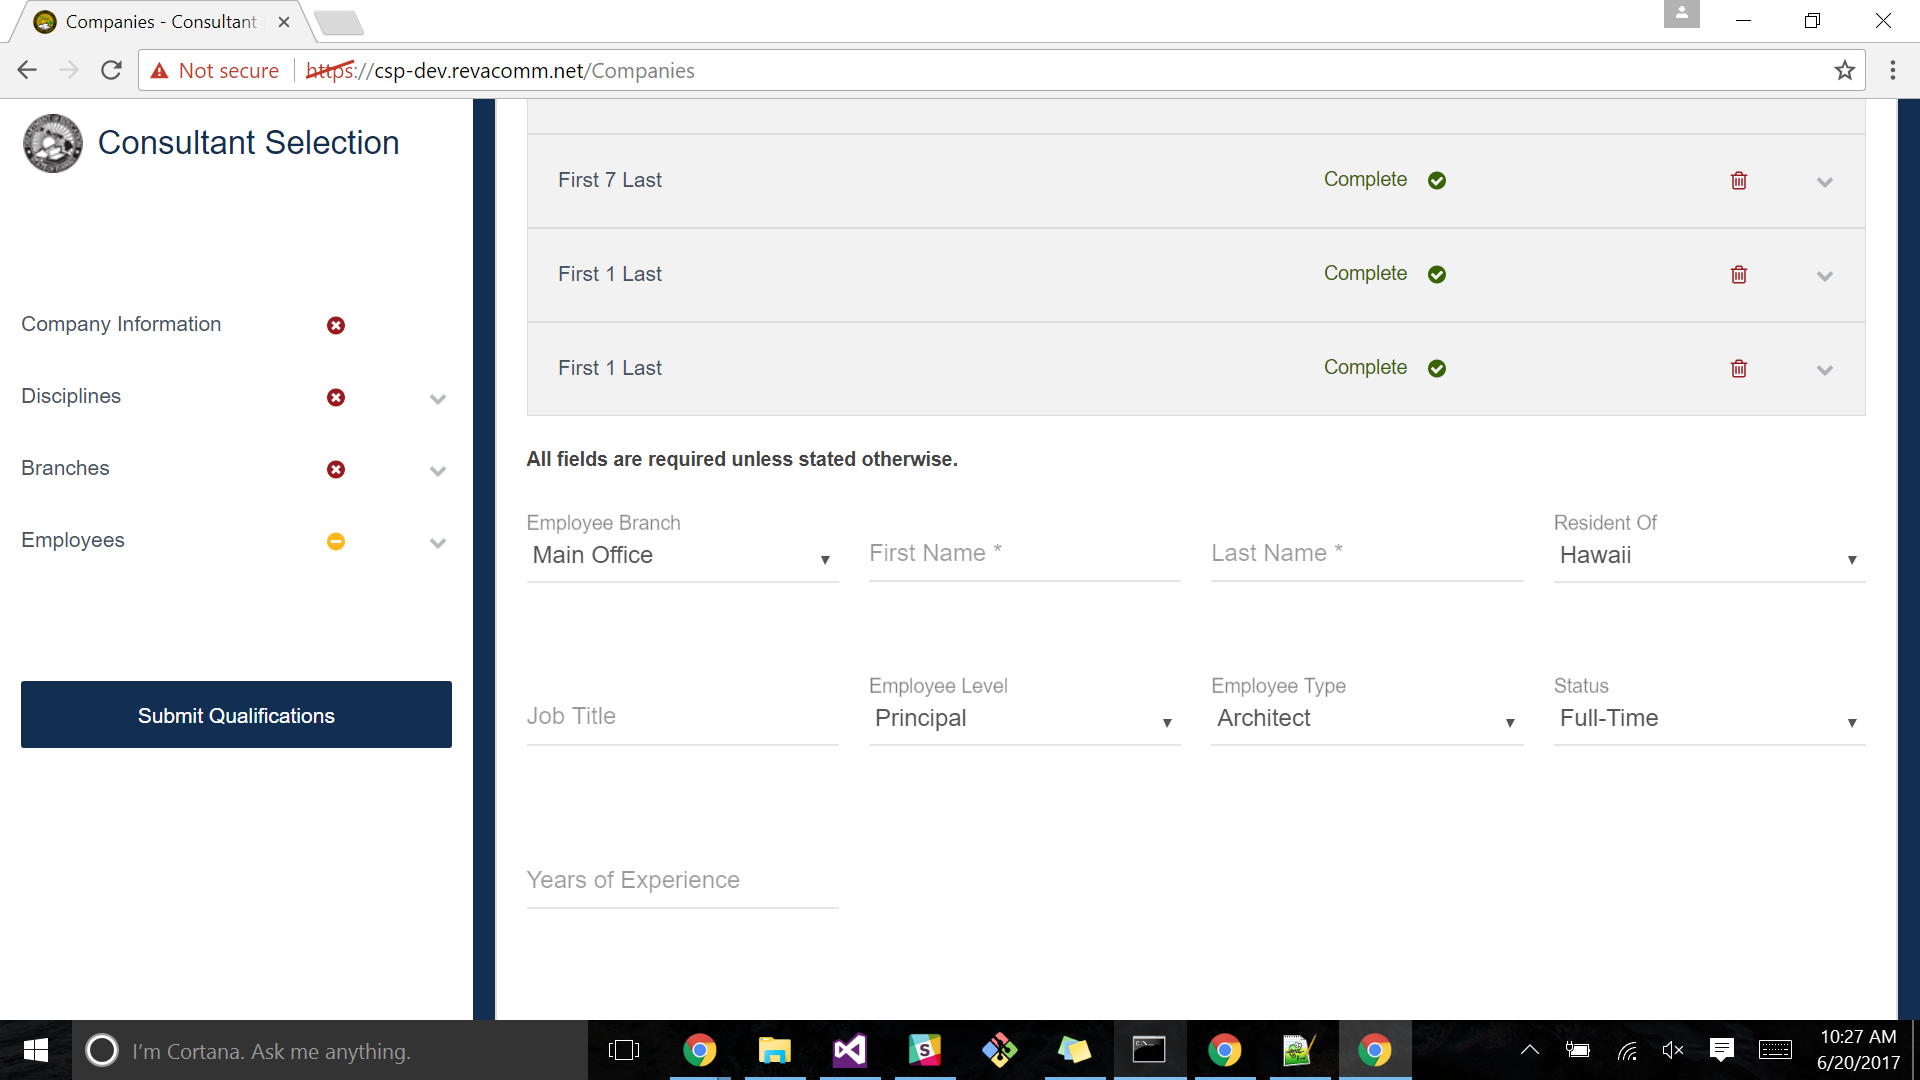 Companies - Consultant
Not secure
https://csp-dev.revacomm.net/Companies
Consultant Selection
Company Information
Disciplines
Branches
Employees
Submit Qualifications
First 7 Last Complete
First 1 Last Complete
First 1 Last Complete
All fields are required unless stated otherwise.
Employee Branch
Main Office
First Name *
Last Name *
Resident Of
Hawaii
Job Title
Employee Level
Principal
Employee Type
Architect
Status
Full-Time
Years of Experience
I'm Cortana. Ask me anything.
10:27 AM
6/20/2017